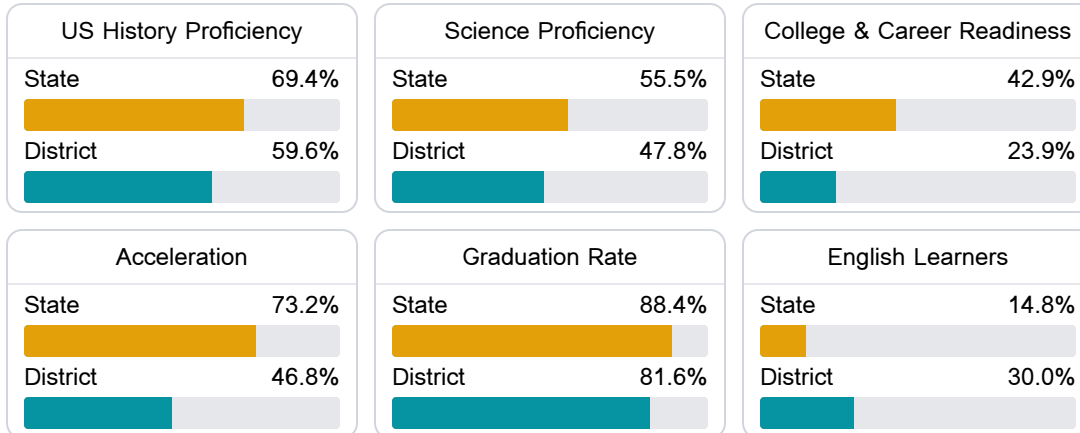 US History Proficiency
State 69.4%
District 59.6%
Science Proficiency
State 55.5%
District 47.8%
College & Career Readiness
State 42.9%
District 23.9%
Acceleration
State 73.2%
District 46.8%
Graduation Rate
State 88.4%
District 81.6%
English Learners
State 14.8%
District 30.0%